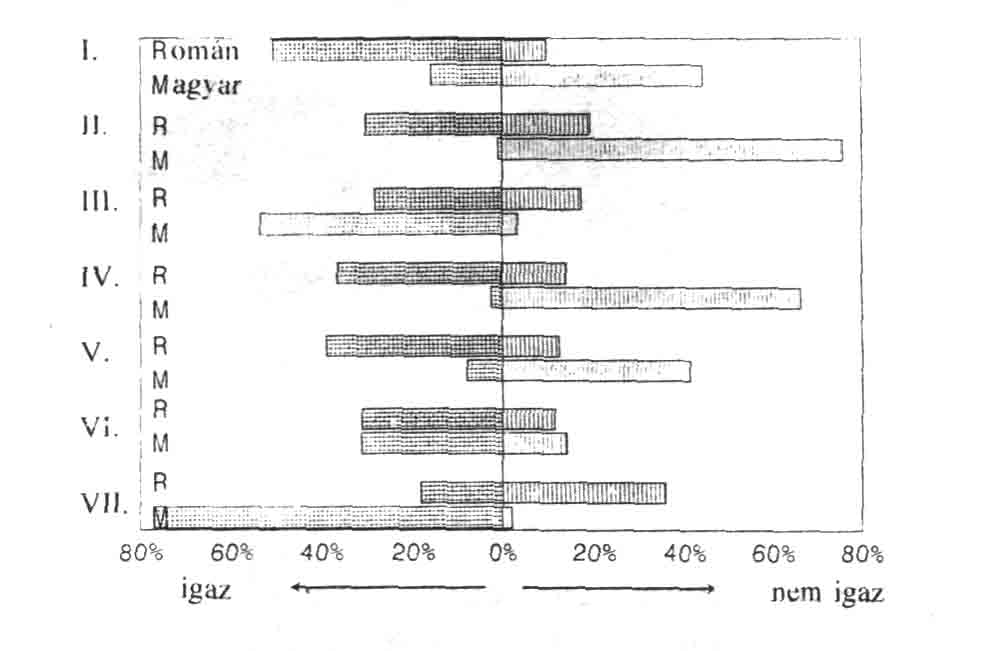 I. Román
Magyar
II. R
M
III. R
M
IV. R
M
V. R
M
R
Vi. M
R
VII. M
80% 60% 40% 20% 0% 20% 40% 60% 80%
igaz nem igaz